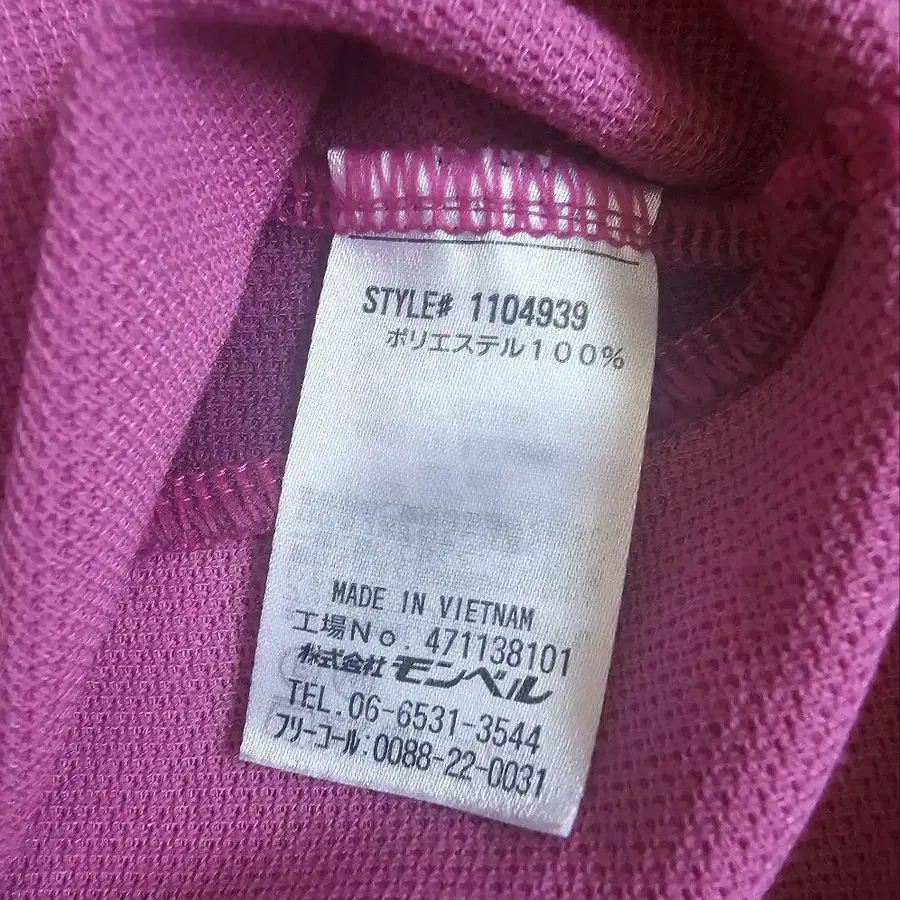 STYLE# 1104939
ポリエステル１００％
MADE IN VIETNAM
工場Ｎｏ. 471138101
株式会社モンベル
TEL.06-6531-3544
フリーコール:0088-22-0031